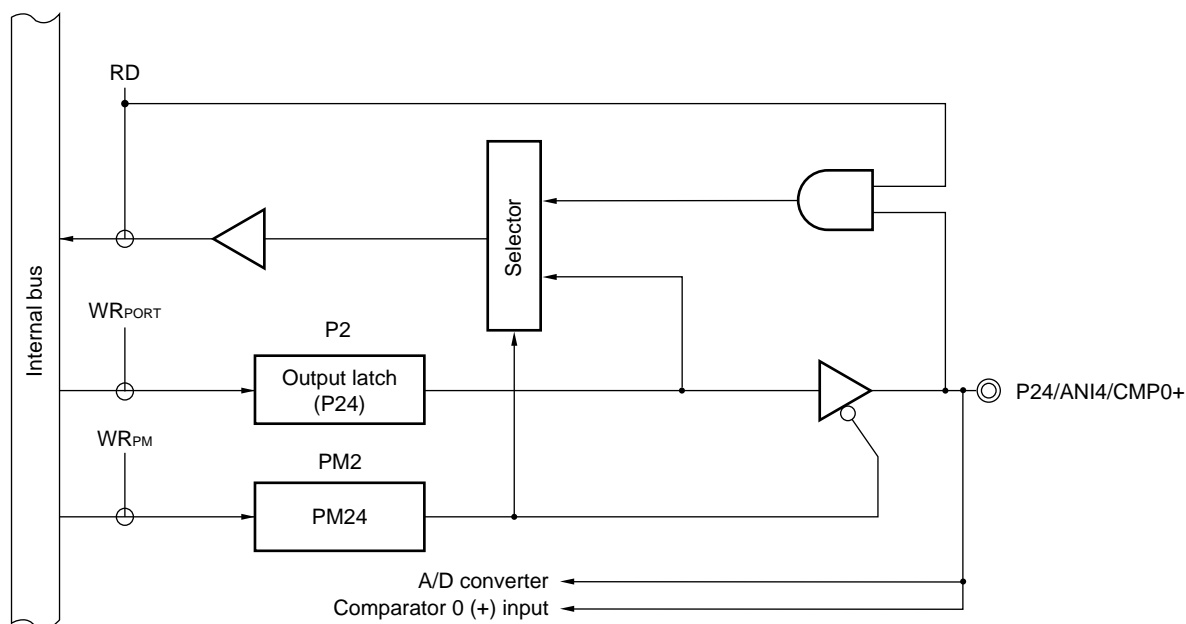 RD
Internal bus
Selector
WRPORT
P2
Output latch
(P24)
P24/ANI4/CMP0+
WRPM
PM2
PM24
A/D converter
Comparator 0 (+) input